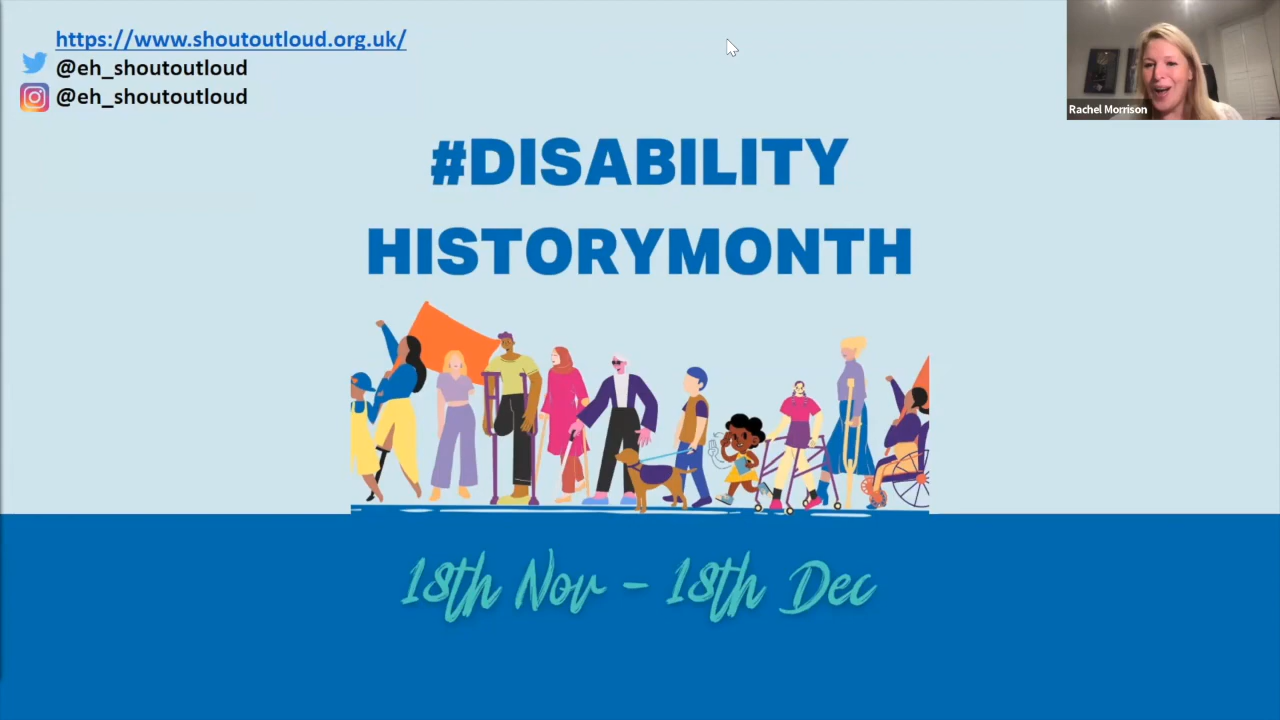 https://www.shoutoutloud.org.uk/
@eh_shoutoutloud
@eh_shoutoutloud
Rachel Morrison
#DISABILITY
HISTORYMONTH
18th Nov - 18th Dec